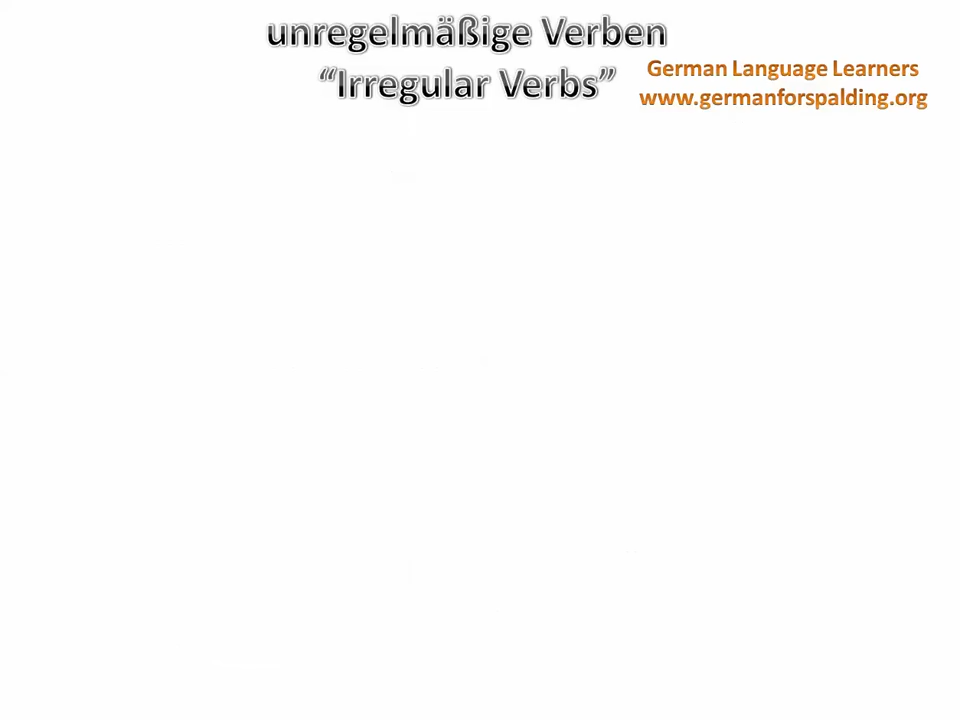 unregelmäßige Verben
“Irregular Verbs”
German Language Learners
www.germanforspalding.org